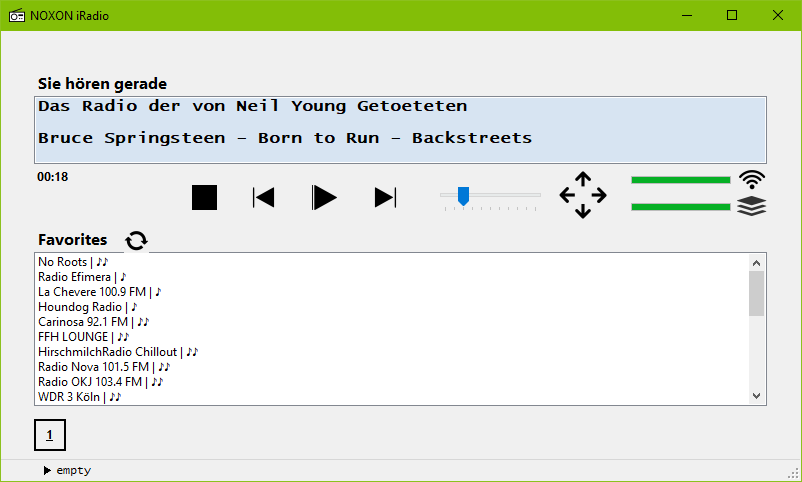 NOXON iRadio
Sie hören gerade
Das Radio der von Neil Young Getoeteten
Bruce Springsteen - Born to Run - Backstreets
00:18
Favorites
No Roots | ♪♪
Radio Efimera | ♪
La Chevere 100.9 FM | ♪
Houndog Radio | ♪
Carinosa 92.1 FM | ♪♪
FFH LOUNGE | ♪♪
HirschmilchRadio Chillout | ♪♪
Radio Nova 101.5 FM | ♪♪
Radio OKJ 103.4 FM | ♪♪
WDR 3 Köln | ♪♪
1
empty